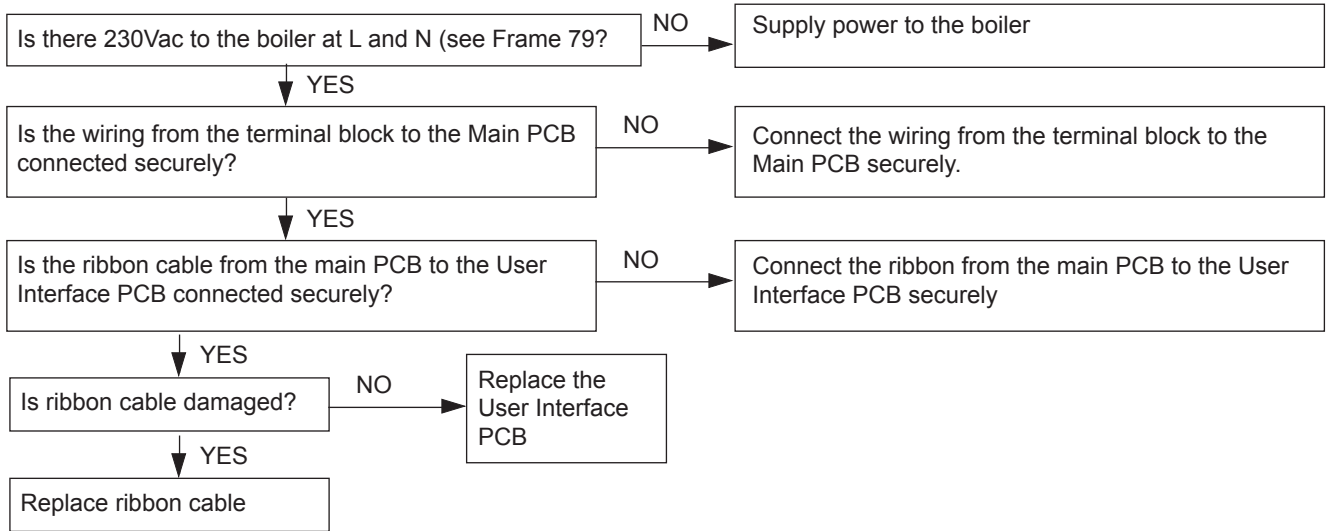 Is there 230Vac to the boiler at L and N (see Frame 79?
NO
Supply power to the boiler
YES
Is the wiring from the terminal block to the Main PCB
connected securely?
NO
Connect the wiring from the terminal block to the
Main PCB securely.
YES
Is the ribbon cable from the main PCB to the User
Interface PCB connected securely?
NO
Connect the ribbon from the main PCB to the User
Interface PCB securely
YES
Is ribbon cable damaged?
NO
Replace the
User Interface
PCB
YES
Replace ribbon cable